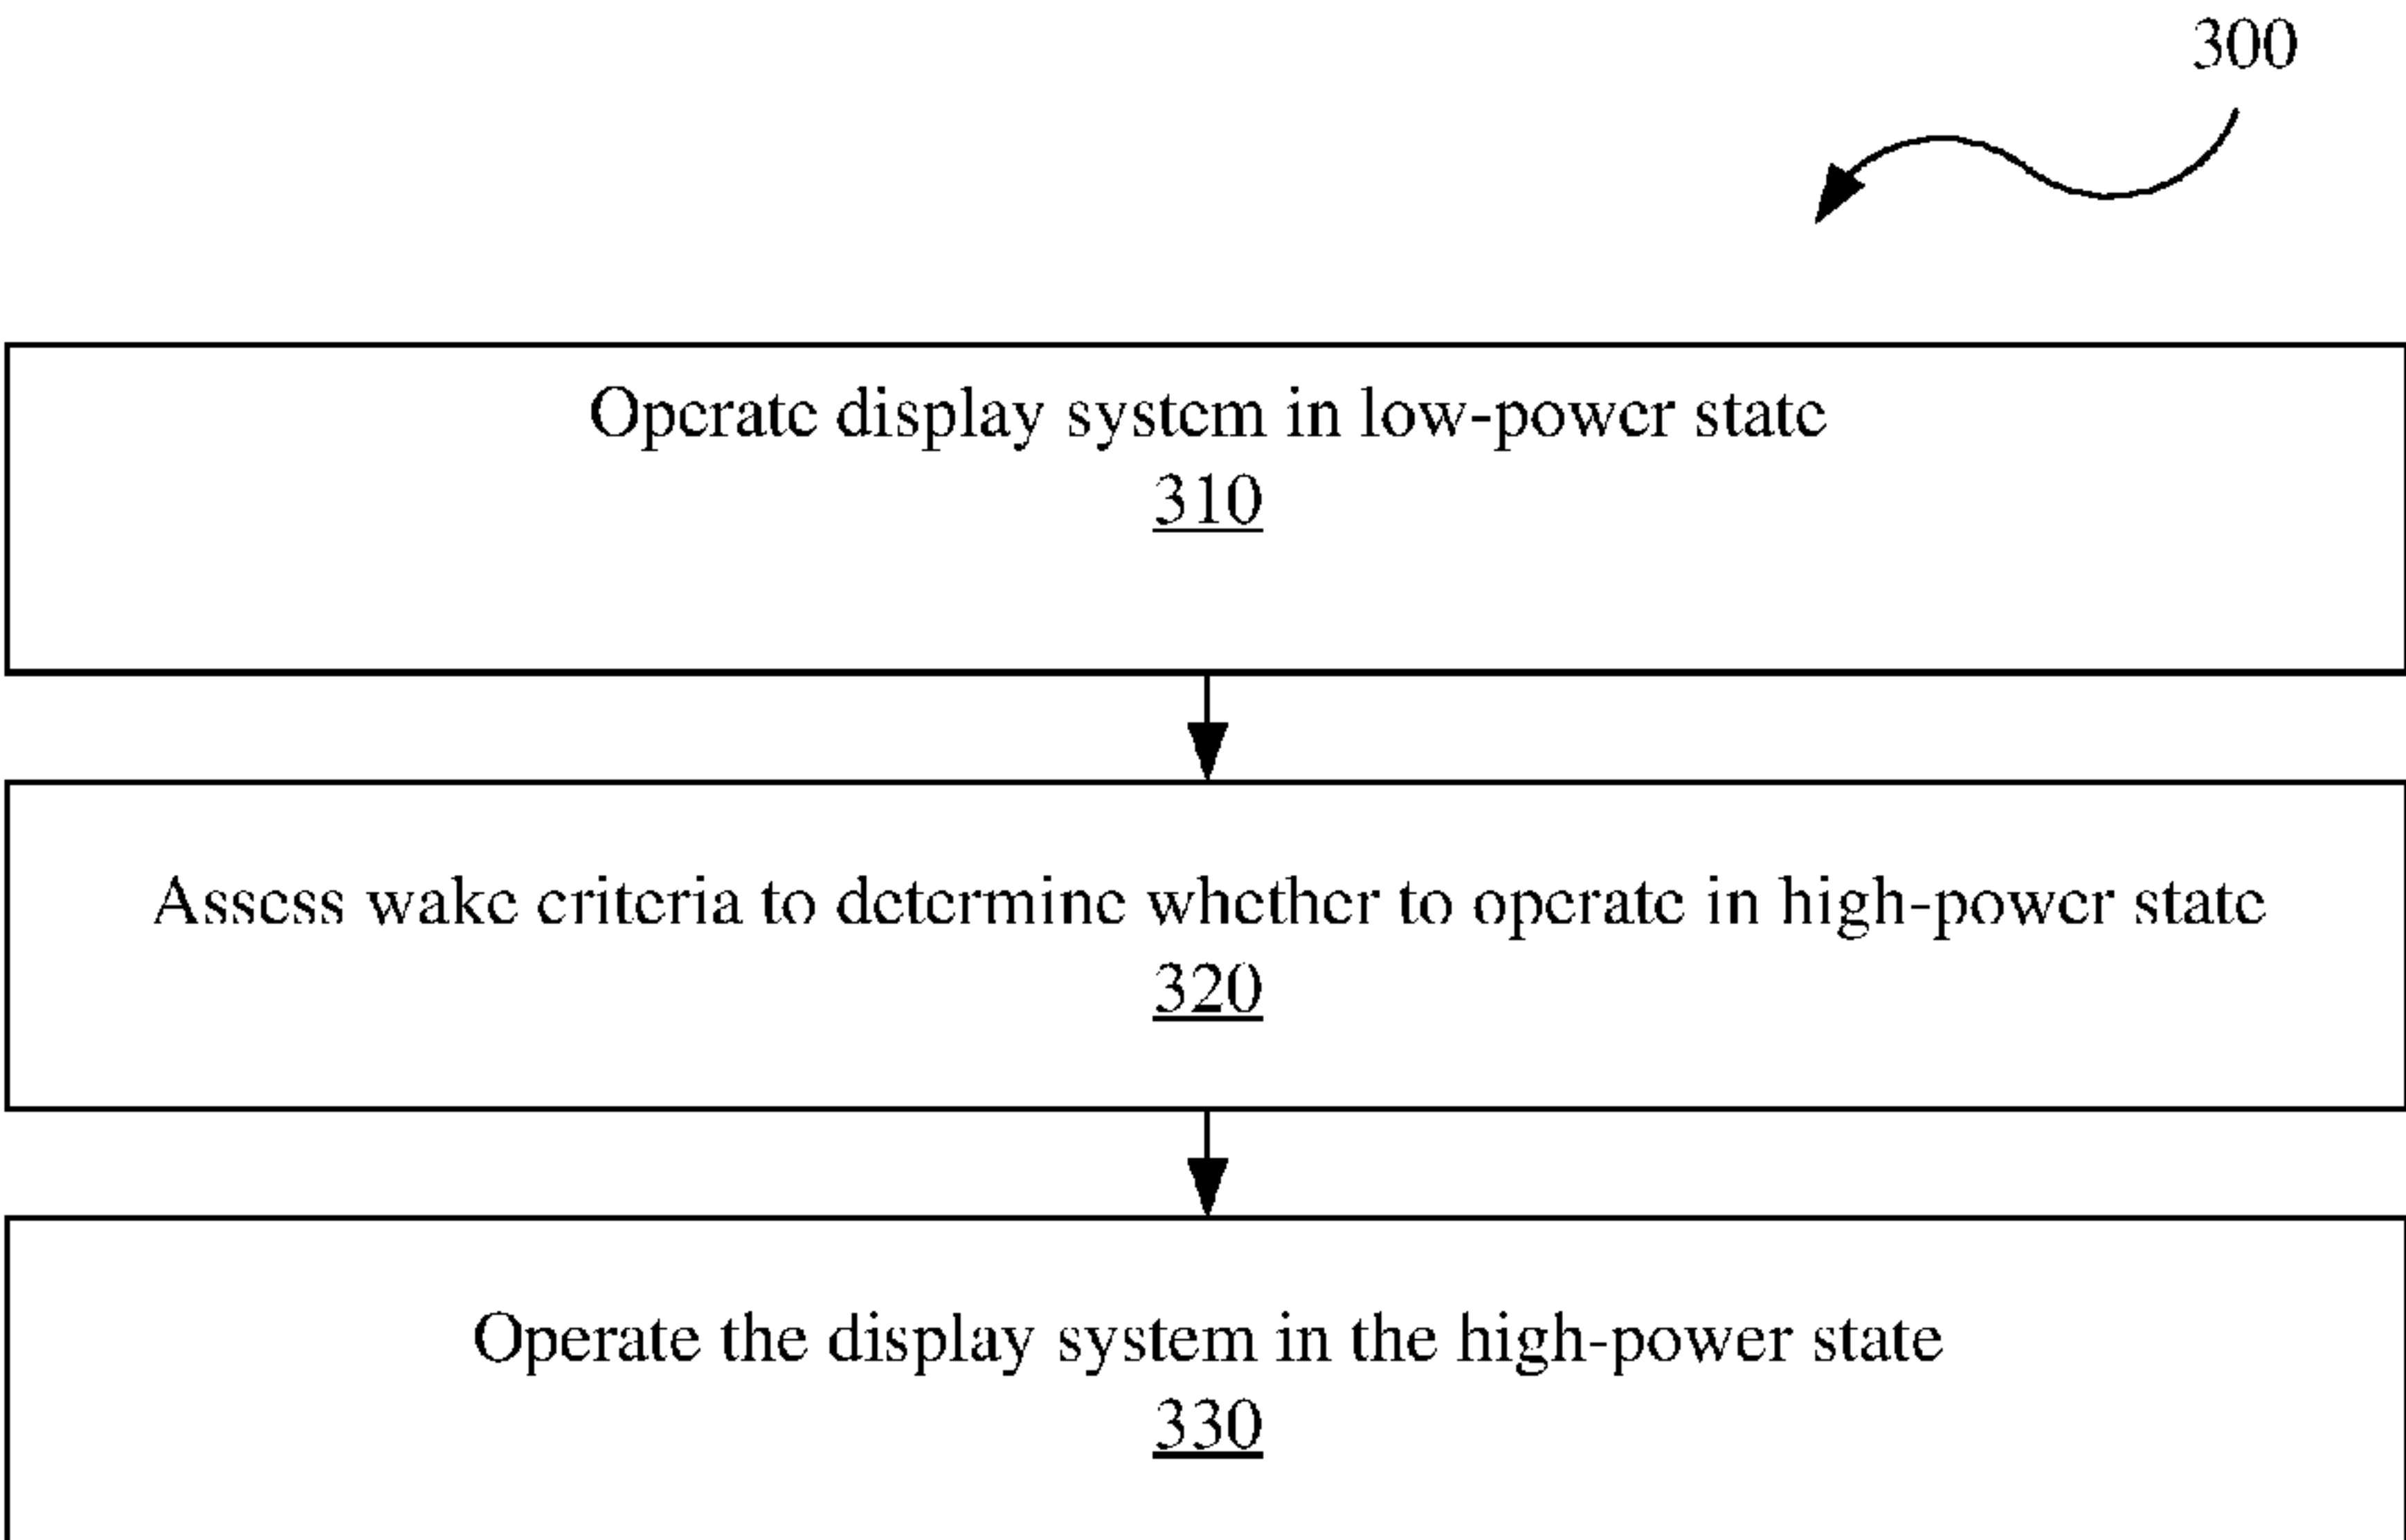 300
Operate display system in low-power state
310
Assess wake criteria to determine whether to operate in high-power state
320
Operate the display system in the high-power state
330